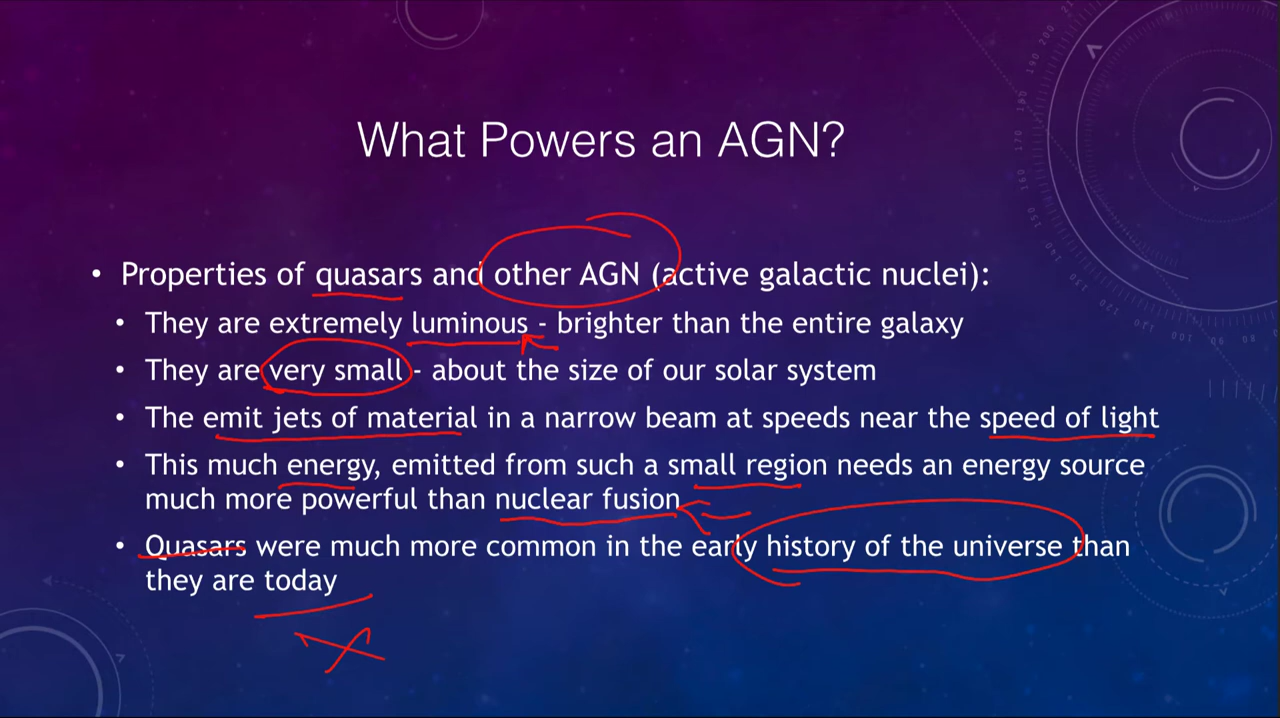 What Powers an AGN?
• Properties of quasars and other AGN (active galactic nuclei):
• They are extremely luminous - brighter than the entire galaxy
• They are very small - about the size of our solar system
• The emit jets of material in a narrow beam at speeds near the speed of light
• This much energy, emitted from such a small region needs an energy source
much more powerful than nuclear fusion
• Quasars were much more common in the early history of the universe than
they are today